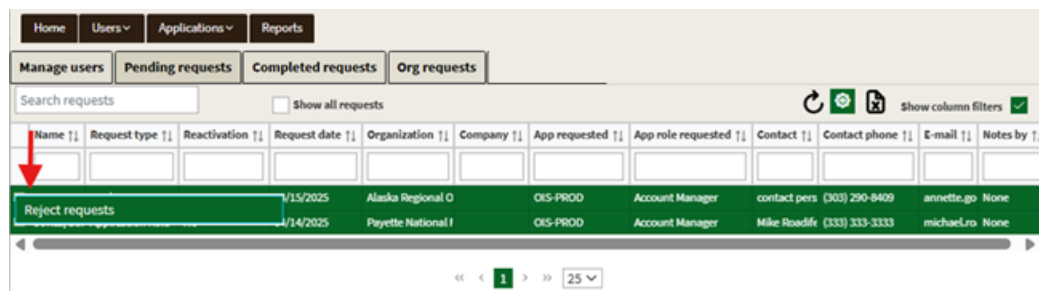 Home Users Applications Reports
Manage users Pending requests Completed requests Org requests
Search requests Show all requests Show column filters
Name Request type Reactivation Request date Organization Company App requested App role requested Contact Contact phone E-mail Notes by
/15/2025 Alaska Regional O OIS-PROD Account Manager contact pers (303) 290-8409 annette.go None
Reject requests
/14/2025 Payette National F OIS-PROD Account Manager Mike Roadife (333) 333-3333 michael.ro None
« < 1 > » 25